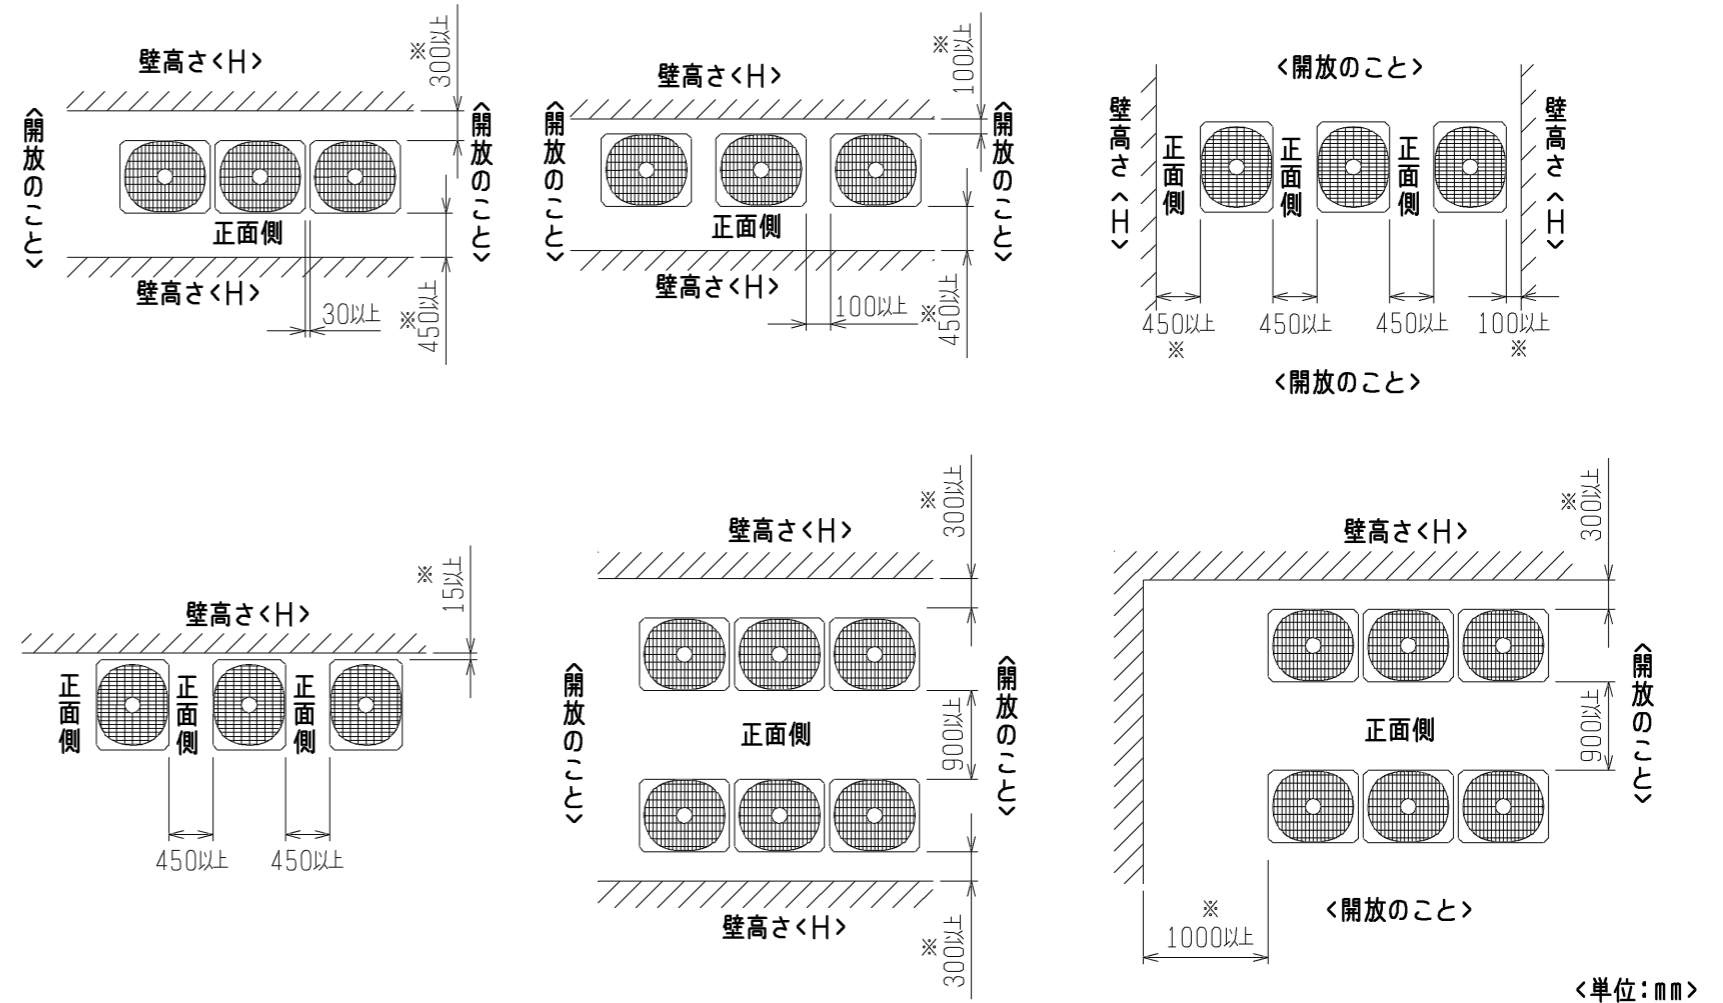 壁高さ<H>
※
300以上
<開放のこと>
<開放のこと>
正面側
壁高さ<H>
30以上
※
450以上
壁高さ<H>
※
100以上
<開放のこと>
<開放のこと>
正面側
壁高さ<H>
100以上
※
450以上
<開放のこと>
壁高さ<H>
正面側
正面側
正面側
壁高さ<H>
450以上
※
450以上
450以上
100以上
※
<開放のこと>
壁高さ<H>
※
15以上
正面側
正面側
正面側
450以上
450以上
壁高さ<H>
※
300以上
<開放のこと>
正面側
900以上
<開放のこと>
壁高さ<H>
※
300以上
壁高さ<H>
※
300以上
正面側
900以上
<開放のこと>
※
1000以上
<開放のこと>
<単位:mm>